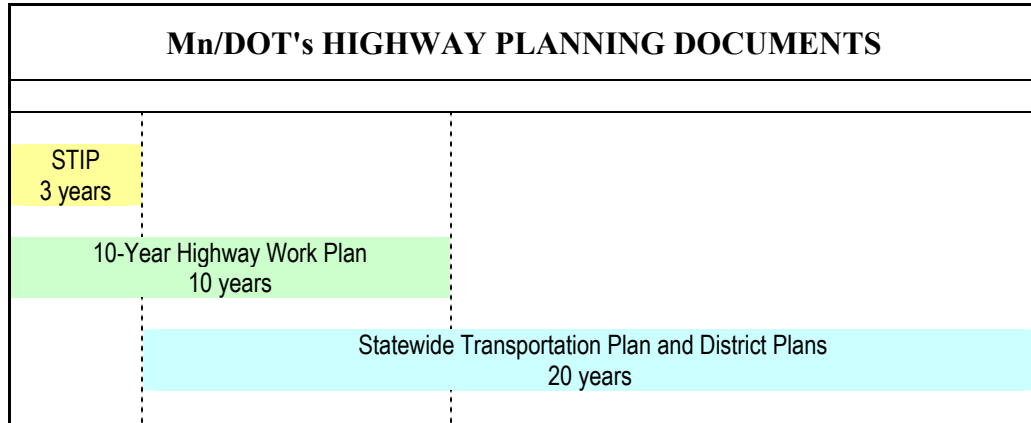 Mn/DOT's HIGHWAY PLANNING DOCUMENTS
STIP
3 years
10-Year Highway Work Plan
10 years
Statewide Transportation Plan and District Plans
20 years